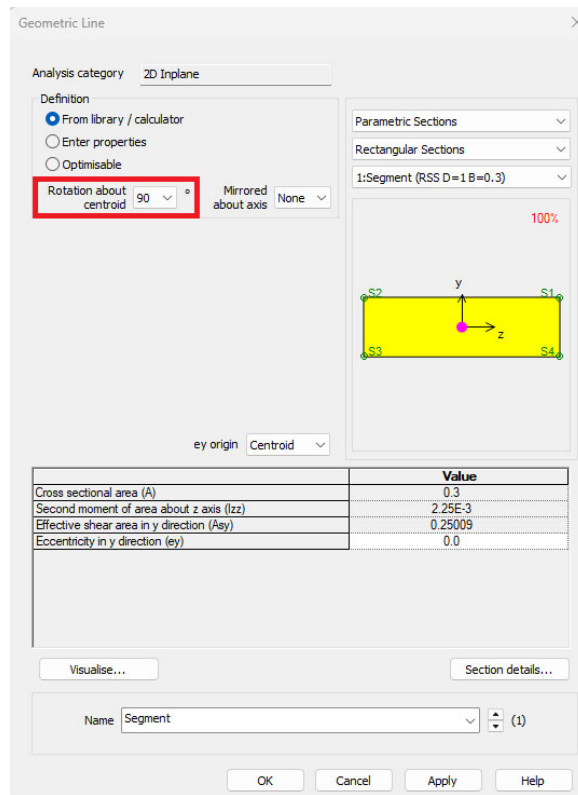 Geometric Line
Analysis category 2D Inplane
Definition
From library / calculator
Enter properties
Optimisable
Rotation about centroid 90 °
Mirrored about axis None
Parametric Sections
Rectangular Sections
1:Segment (RSS D=1 B=0.3)
100%
S2 y S1
z
S3 S4
ey origin Centroid
Value
Cross sectional area (A) 0.3
Second moment of area about z axis (Izz) 2.25E-3
Effective shear area in y direction (Asy) 0.25009
Eccentricity in y direction (ey) 0.0
Visualise... Section details...
Name Segment (1)
OK Cancel Apply Help